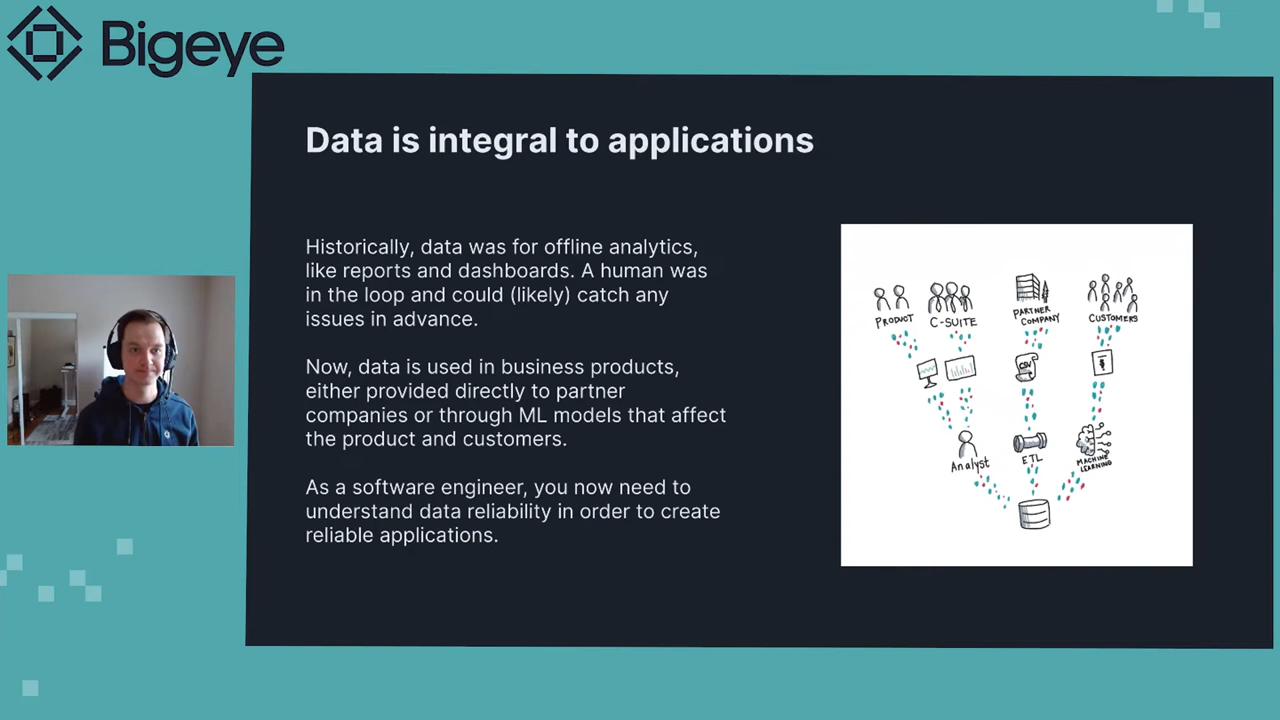 Bigeye
Data is integral to applications
Historically, data was for offline analytics,
like reports and dashboards. A human was
in the loop and could (likely) catch any
issues in advance.
Now, data is used in business products,
either provided directly to partner
companies or through ML models that affect
the product and customers.
As a software engineer, you now need to
understand data reliability in order to create
reliable applications.
PRODUCT
C-SUITE
PARTNER
COMPANY
CUSTOMERS
CSV
Analyst
ETL
MACHINE
LEARNING